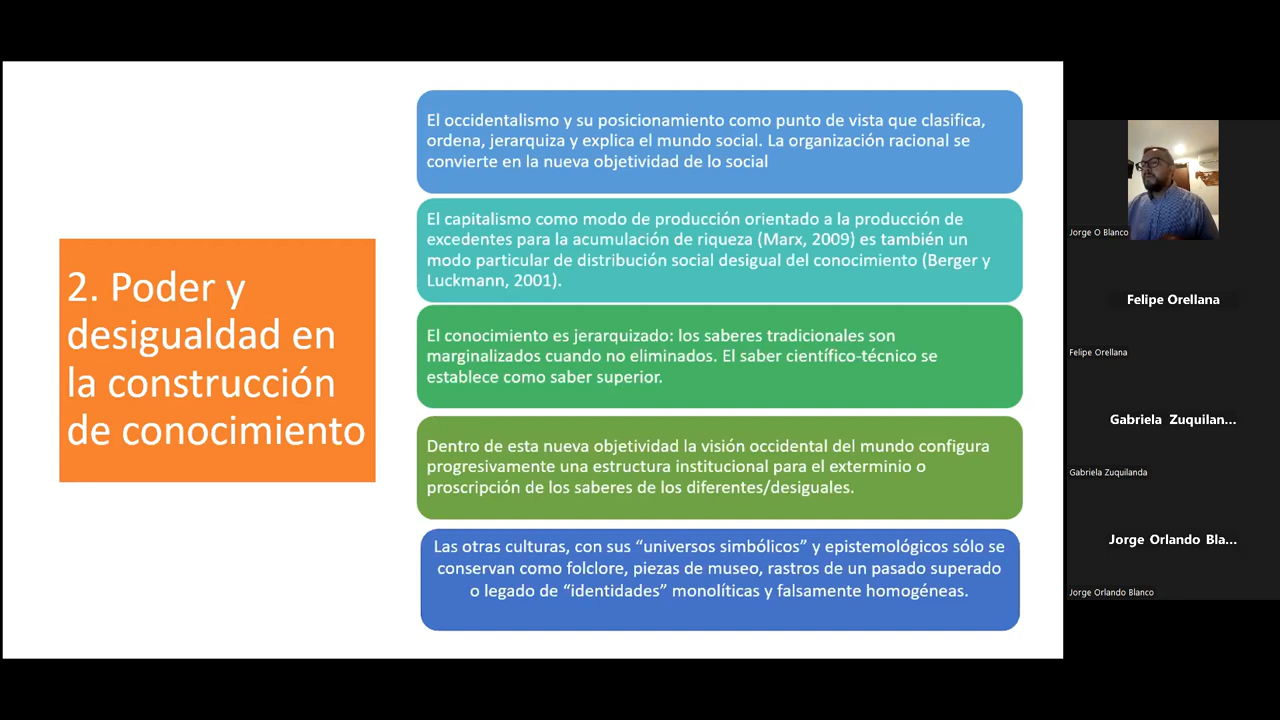 2. Poder y
desigualdad en
la construcción
de conocimiento
El occidentalismo y su posicionamiento como punto de vista que clasifica,
ordena, jerarquiza y explica el mundo social. La organización racional se
convierte en la nueva objetividad de lo social
El capitalismo como modo de producción orientado a la producción de
excedentes para la acumulación de riqueza (Marx, 2009) es también un
modo particular de distribución social desigual del conocimiento (Berger y
Luckmann, 2001).
El conocimiento es jerarquizado: los saberes tradicionales son
marginalizados cuando no eliminados. El saber científico-técnico se
establece como saber superior.
Dentro de esta nueva objetividad la visión occidental del mundo configura
progresivamente una estructura institucional para el exterminio o
proscripción de los saberes de los diferentes/desiguales.
Las otras culturas, con sus “universos simbólicos” y epistemológicos sólo se
conservan como folclore, piezas de museo, rastros de un pasado superado
o legado de “identidades” monolíticas y falsamente homogéneas.
Jorge O Blanco
Felipe Orellana
Felipe Orellana
Gabriela Zuquilan...
Gabriela Zuquilanda
Jorge Orlando Bla...
Jorge Orlando Blanco